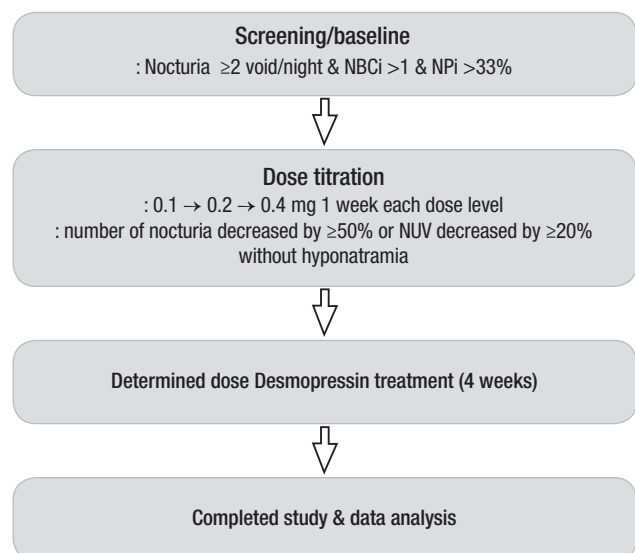 Screening/baseline
: Nocturia ≥2 void/night & NBCi >1 & NPi >33%
Dose titration
: 0.1 → 0.2 → 0.4 mg 1 week each dose level
: number of nocturia decreased by ≥50% or NUV decreased by ≥20%
without hyponatramia
Determined dose Desmopressin treatment (4 weeks)
Completed study & data analysis